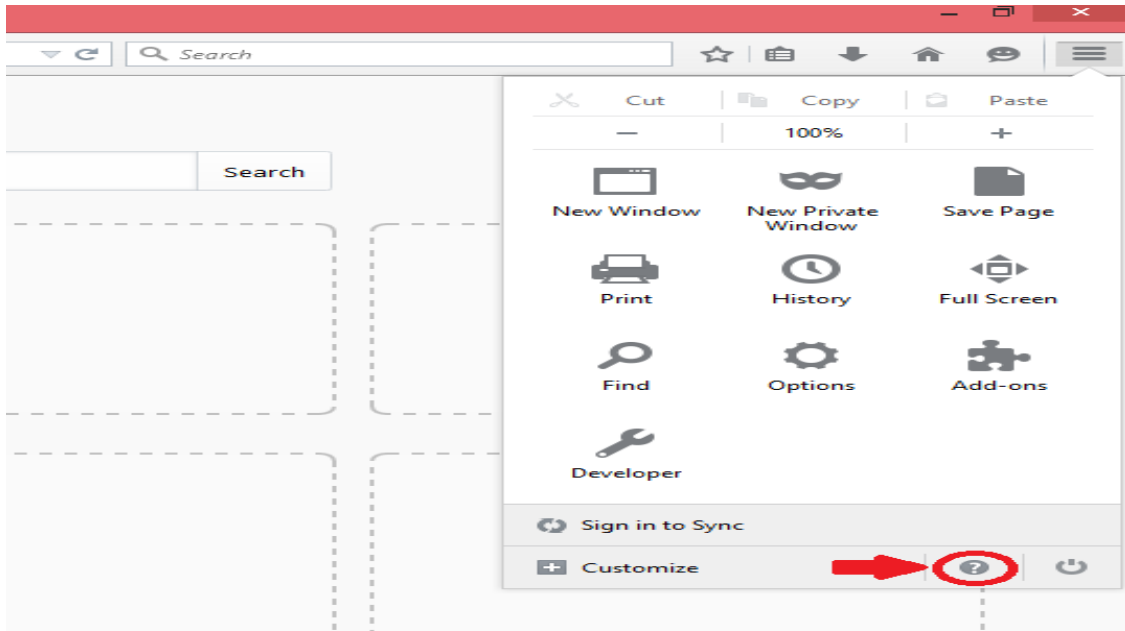 Search
Cut Copy Paste
100%
Search
New Window New Private Window Save Page
Print History Full Screen
Find Options Add-ons
Developer
Sign in to Sync
Customize